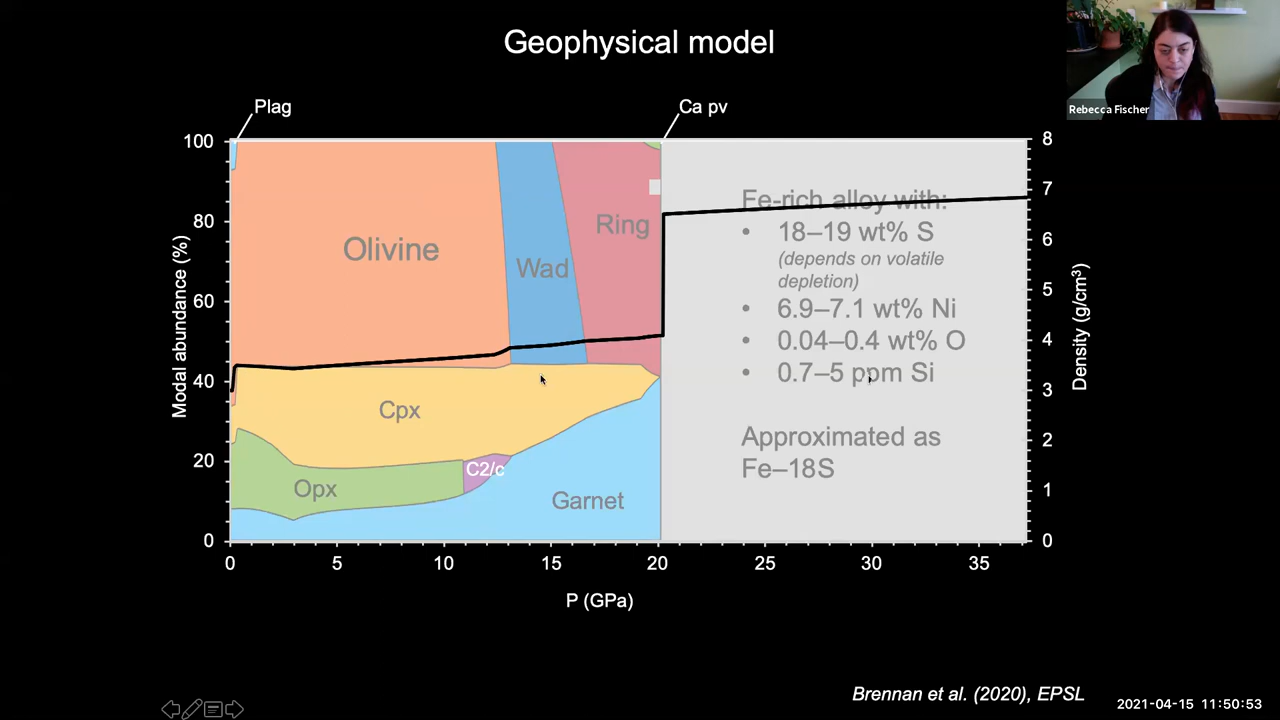 Geophysical model
Rebecca Fischer
Plag
Ca pv
100
80
60
40
20
0
Modal abundance (%)
Olivine
Wad
Ring
Cpx
C2/c
Opx
Garnet
Fe-rich alloy with:
• 18–19 wt% S
(depends on volatile
depletion)
• 6.9–7.1 wt% Ni
• 0.04–0.4 wt% O
• 0.7–5 ppm Si
Approximated as
Fe–18S
8
7
6
5
4
3
2
1
0
Density (g/cm³)
0 5 10 15 20 25 30 35
P (GPa)
Brennan et al. (2020), EPSL
2021-04-15 11:50:53